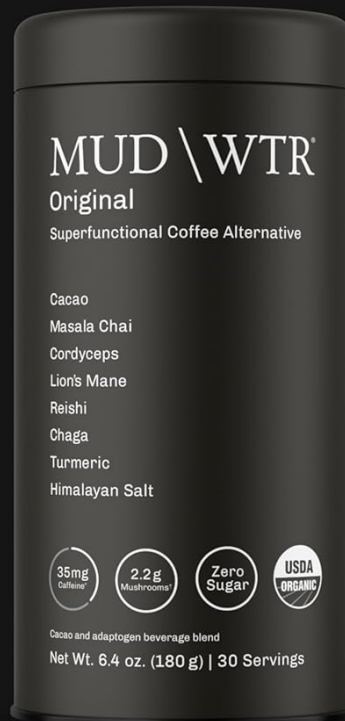 MUD\WTR®
Original
Superfunctional Coffee Alternative
Cacao
Masala Chai
Cordyceps
Lion's Mane
Reishi
Chaga
Turmeric
Himalayan Salt
35mg
Caffeine*
2.2g
Mushrooms†
Zero
Sugar
USDA
ORGANIC
Cacao and adaptogen beverage blend
Net Wt. 6.4 oz. (180 g) | 30 Servings